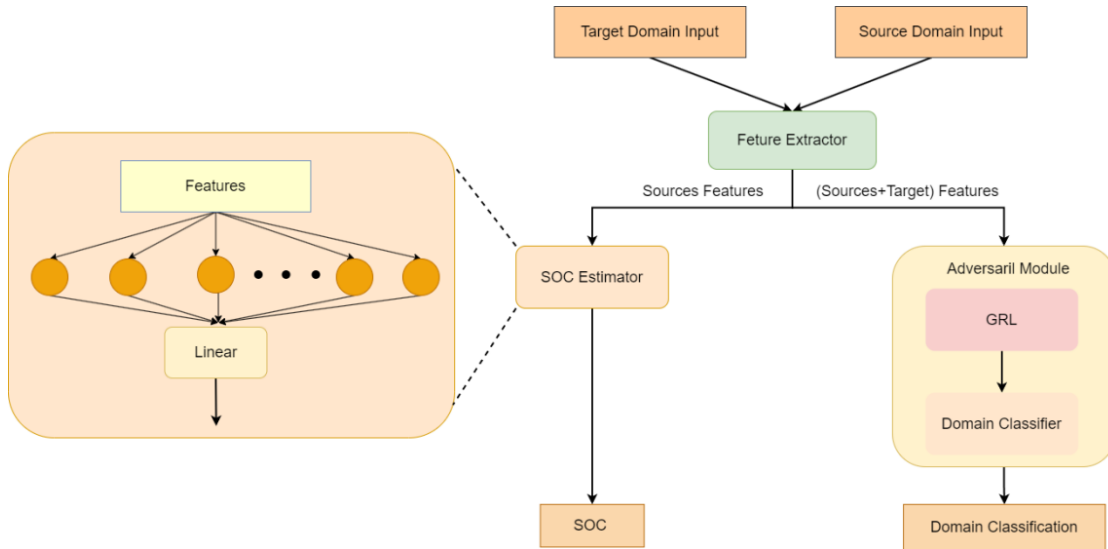 Target Domain Input
Source Domain Input
Feture Extractor
Sources Features
(Sources+Target) Features
Features
SOC Estimator
Adversaril Module
GRL
Linear
Domain Classifier
SOC
Domain Classification